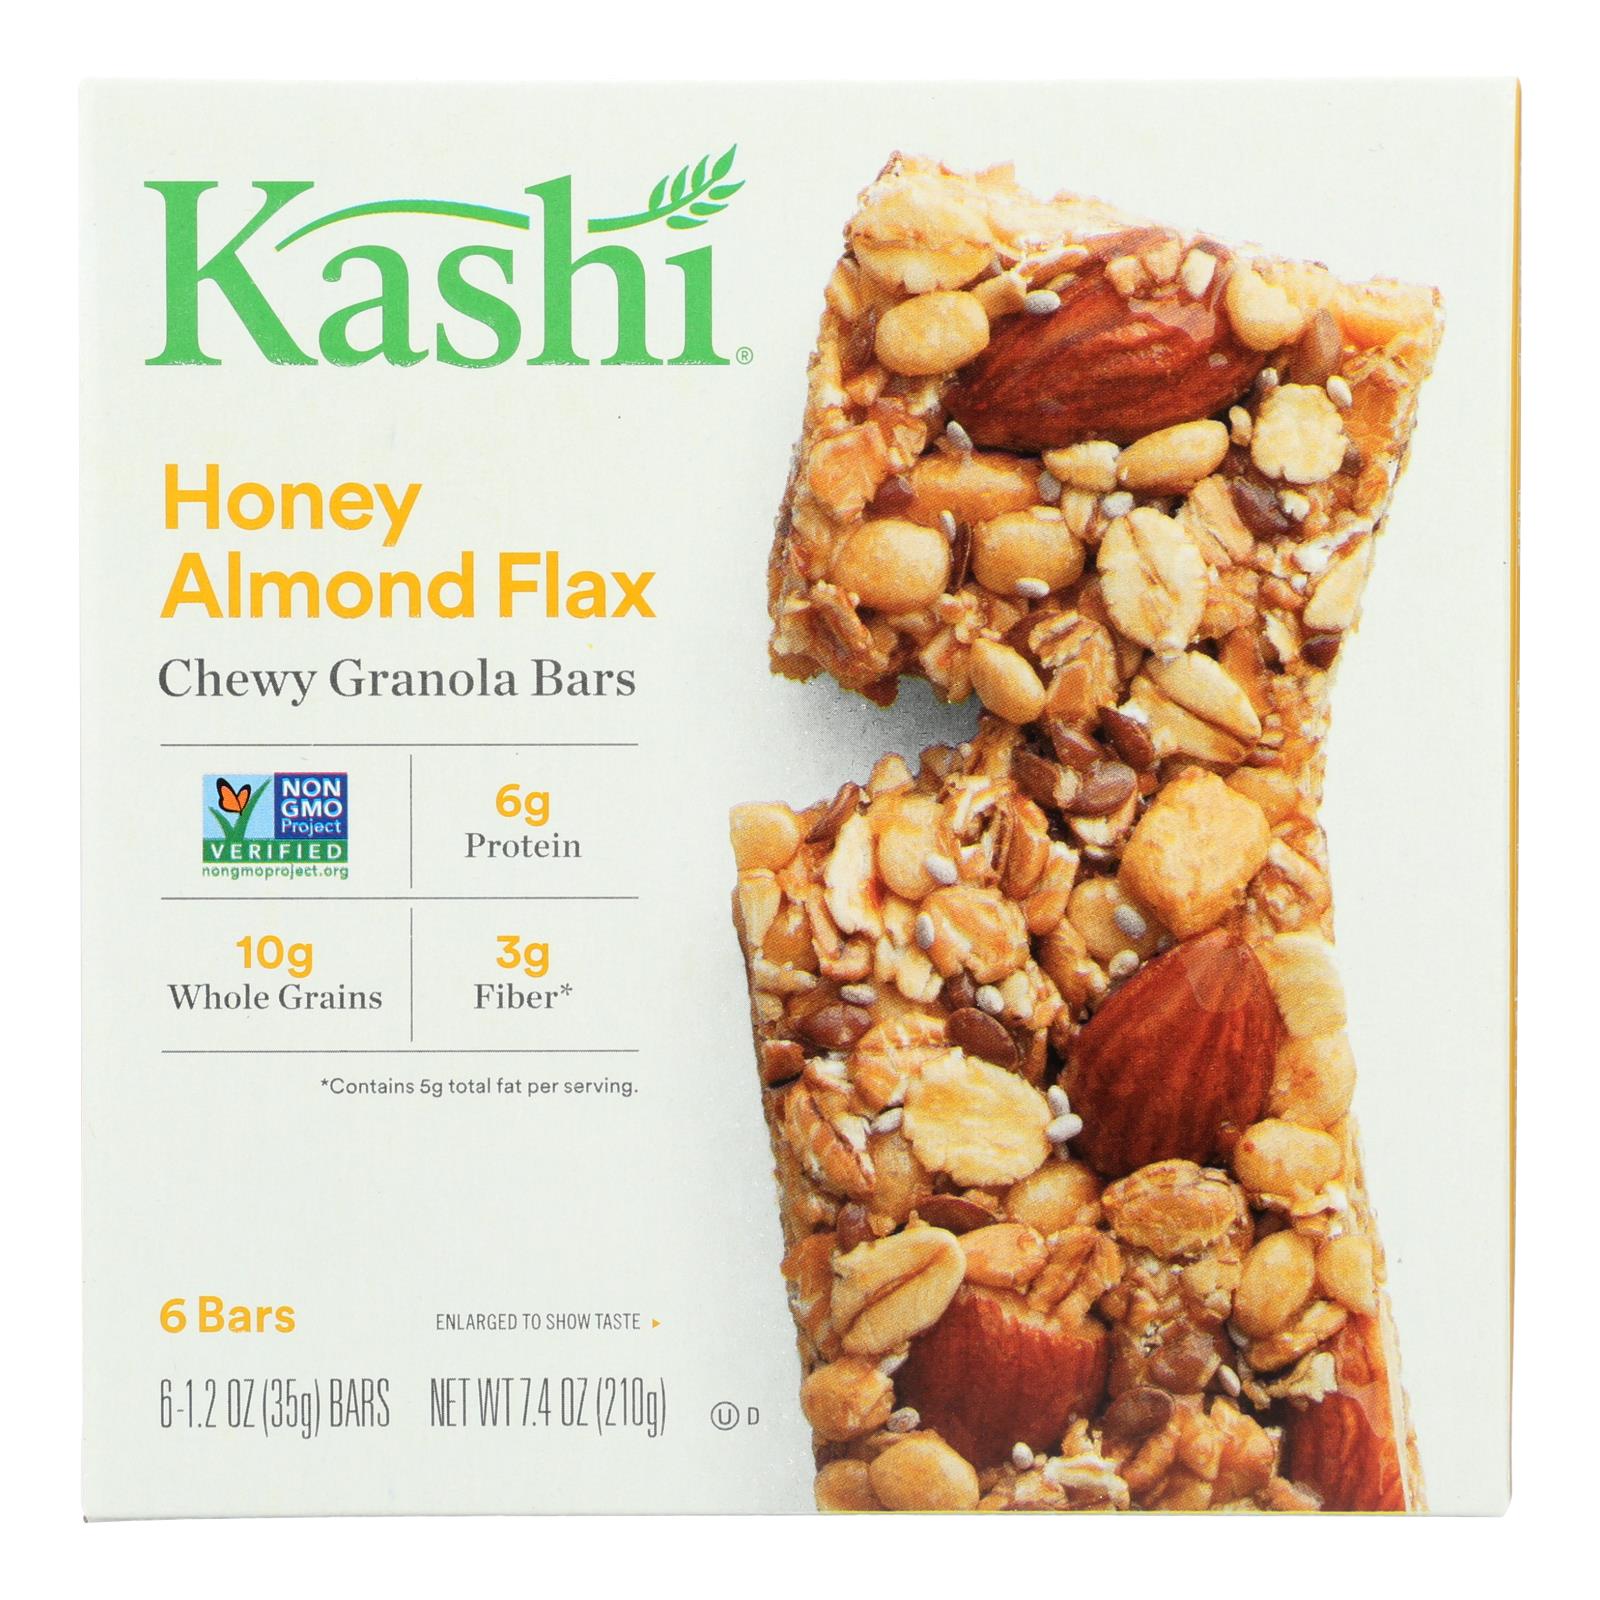 Kashi®
Honey
Almond Flax
Chewy Granola Bars
NON
GMO
Project
VERIFIED
nongmoproject.org
6g
Protein
10g
Whole Grains
3g
Fiber*
*Contains 5g total fat per serving.
6 Bars
ENLARGED TO SHOW TASTE
6-1.2 OZ (35g) BARS NET WT 7.4 OZ (210g)
U D